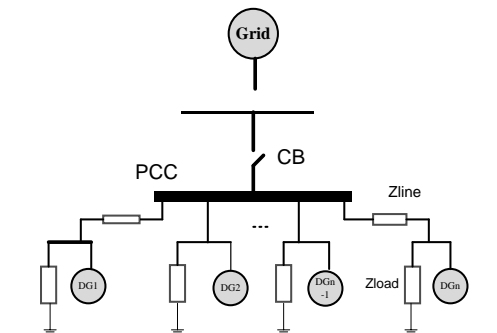 Grid
CB
PCC
Zline
...
DG1
DG2
DGn
-1
Zload
DGn